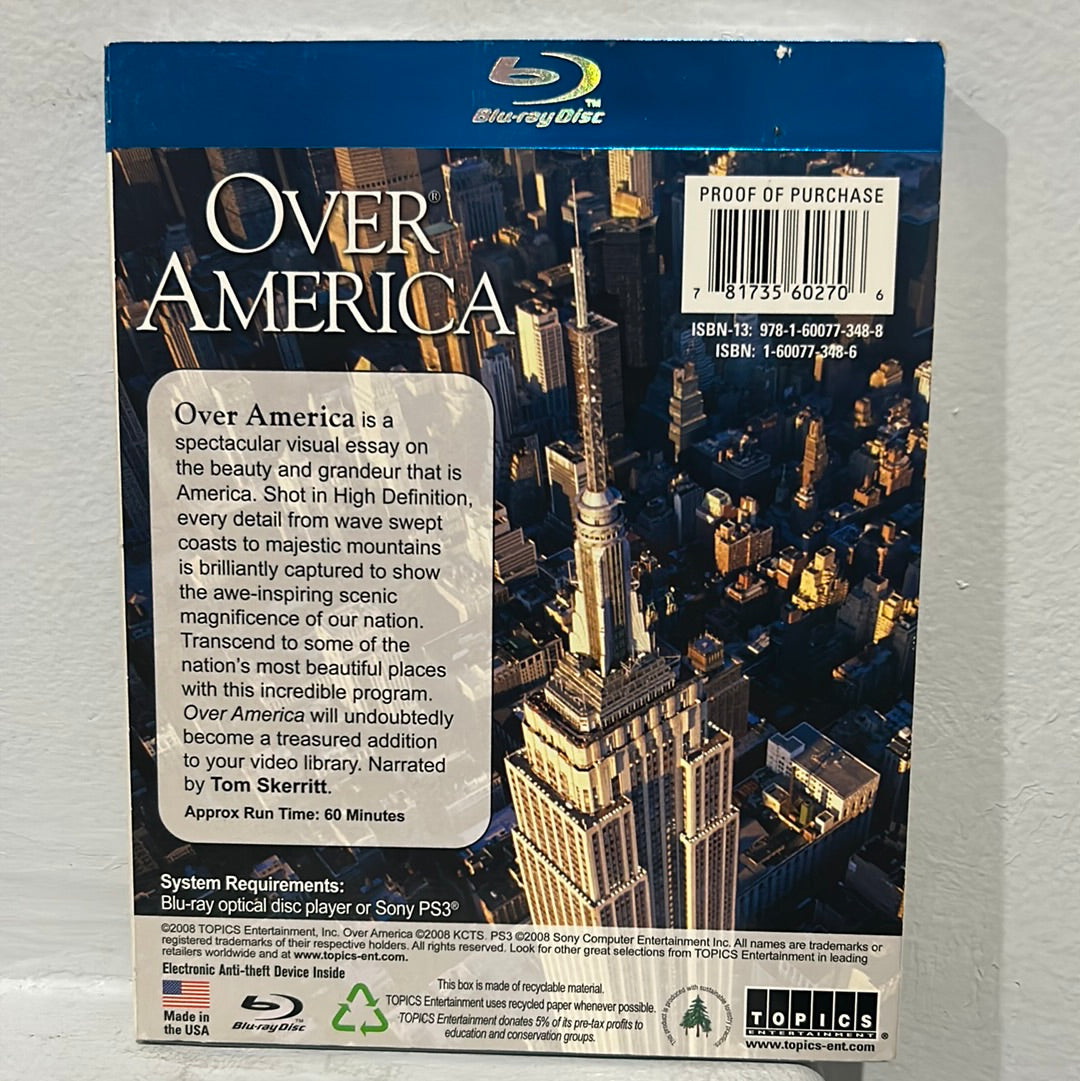 Blu-ray Disc™
OVER®
AMERICA
PROOF OF PURCHASE
7 81735 60270 6
ISBN-13: 978-1-60077-348-8
ISBN: 1-60077-348-6
Over America is a
spectacular visual essay on
the beauty and grandeur that is
America. Shot in High Definition,
every detail from wave swept
coasts to majestic mountains
is brilliantly captured to show
the awe-inspiring scenic
magnificence of our nation.
Transcend to some of the
nation's most beautiful places
with this incredible program.
Over America will undoubtedly
become a treasured addition
to your video library. Narrated
by Tom Skerritt.
Approx Run Time: 60 Minutes
System Requirements:
Blu-ray optical disc player or Sony PS3®
©2008 TOPICS Entertainment, Inc. Over America ©2008 KCTS. PS3 ©2008 Sony Computer Entertainment Inc. All names are trademarks or
registered trademarks of their respective holders. All rights reserved. Look for other great selections from TOPICS Entertainment in leading
retailers worldwide and at www.topics-ent.com.
Electronic Anti-theft Device Inside
Made in
the USA
Blu-ray Disc™
This box is made of recyclable material.
TOPICS Entertainment uses recycled paper whenever possible.
TOPICS Entertainment donates 5% of its pre-tax profits to
education and conservation groups.
This product is produced with sustainable forestry practices.
TOPICS
ENTERTAINMENT®
www.topics-ent.com